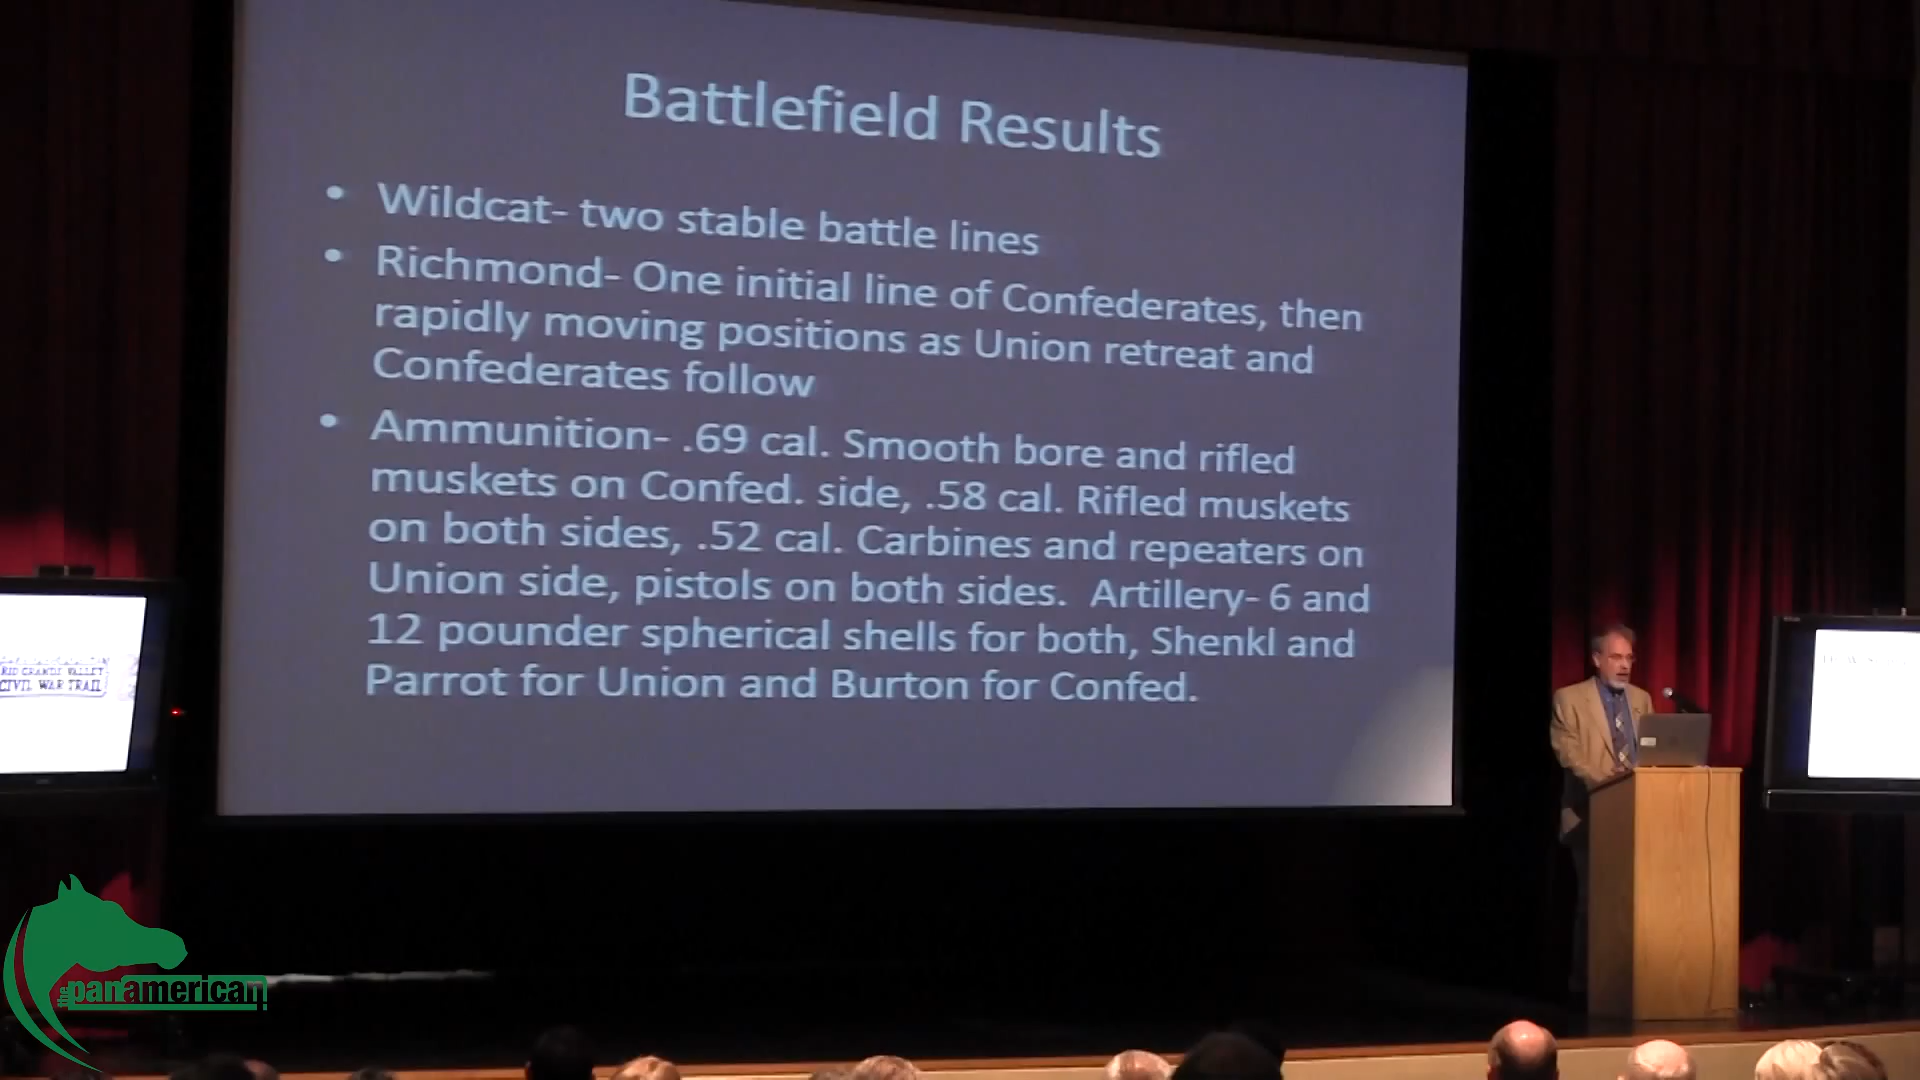 Battlefield Results
• Wildcat- two stable battle lines
• Richmond- One initial line of Confederates, then
rapidly moving positions as Union retreat and
Confederates follow
• Ammunition- .69 cal. Smooth bore and rifled
muskets on Confed. side, .58 cal. Rifled muskets
on both sides, .52 cal. Carbines and repeaters on
Union side, pistols on both sides. Artillery- 6 and
12 pounder spherical shells for both, Shenkl and
Parrot for Union and Burton for Confed.
RIO GRANDE VALLEY
CIVIL WAR TRAIL
the panamerican